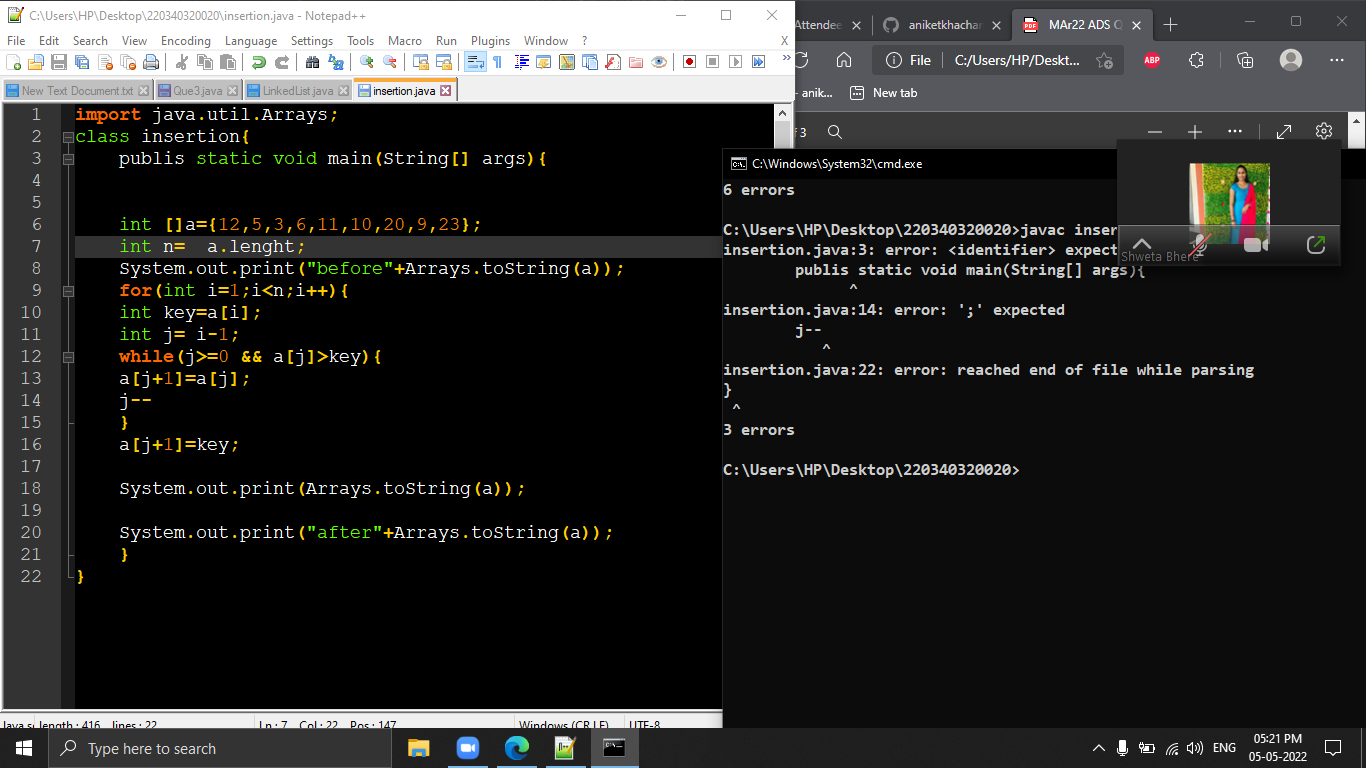 C:\Users\HP\Desktop\220340320020\insertion.java - Notepad++
File Edit Search View Encoding Language Settings Tools Macro Run Plugins Window ? X
New Text Document.txt Que3.java LinkedList.java insertion.java
1 import java.util.Arrays;
2 class insertion{
3 publis static void main(String[] args){
4
5
6 int []a={12,5,3,6,11,10,20,9,23};
7 int n= a.lenght;
8 System.out.print("before"+Arrays.toString(a));
9 for(int i=1;i<n;i++){
10 int key=a[i];
11 int j= i-1;
12 while(j>=0 && a[j]>key){
13 a[j+1]=a[j];
14 j--
15 }
16 a[j+1]=key;
17
18 System.out.print(Arrays.toString(a));
19
20 System.out.print("after"+Arrays.toString(a));
21 }
22 }
length : 416 lines : 22 Ln : 7 Col : 22 Pos : 147 Windows (CR LF) UTF-8
Attendee aniketkhachar MAr22 ADS Q
File C:/Users/HP/Deskt... ABP
- anik... New tab
f 3
C:\Windows\System32\cmd.exe
6 errors
C:\Users\HP\Desktop\220340320020>javac inser
insertion.java:3: error: <identifier> expect
publis static void main(String[] args){
^
insertion.java:14: error: ';' expected
j--
^
insertion.java:22: error: reached end of file while parsing
}
^
3 errors
C:\Users\HP\Desktop\220340320020>
Shweta Bhere
Type here to search
ENG
05:21 PM
05-05-2022